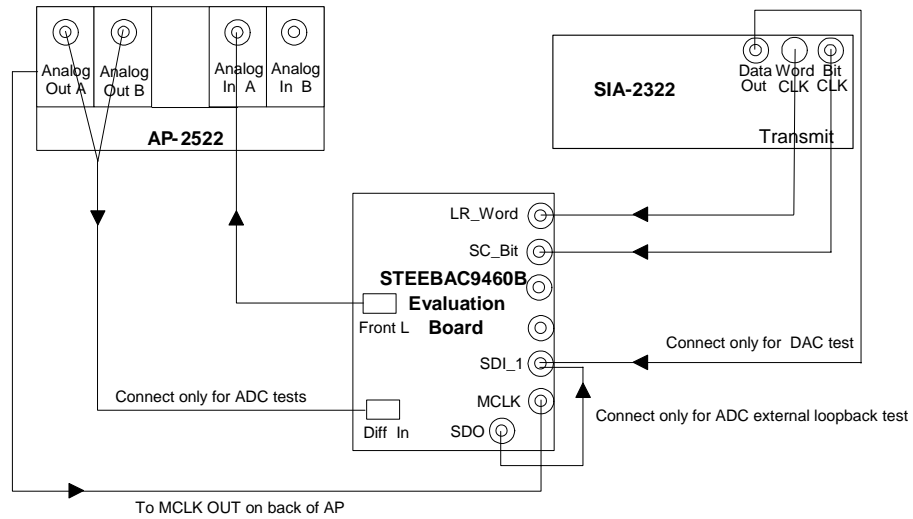 Analog
Out A
Analog
Out B
Analog
In A
Analog
In B
AP-2522
SIA-2322
Data
Out
Word
CLK
Bit
CLK
Transmit
LR_Word
SC_Bit
STEEBAC9460B
Evaluation
Board
Front L
SDI_1
Connect only for DAC test
Connect only for ADC tests
MCLK
Connect only for ADC external loopback test
Diff In
SDO
To MCLK OUT on back of AP